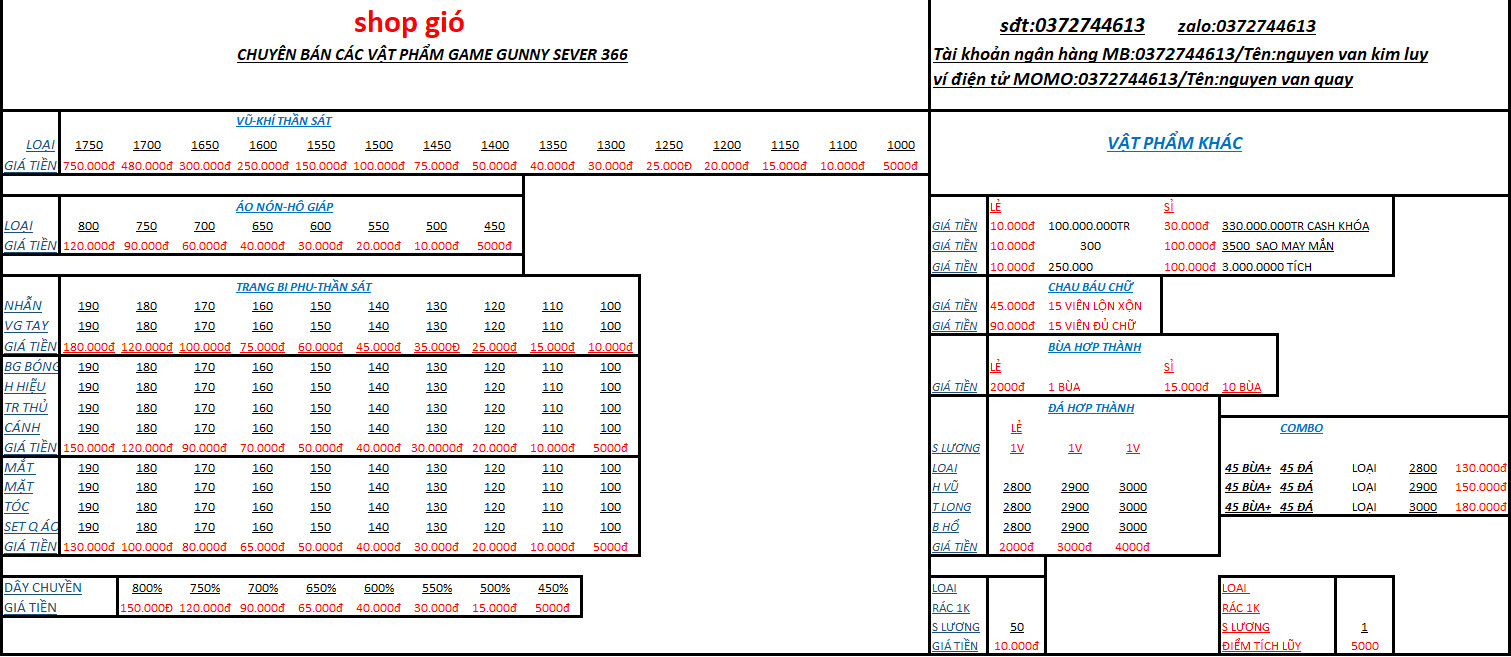 shop gió
CHUYÊN BÁN CÁC VẬT PHẨM GAME GUNNY SEVER 366
sđt:0372744613 zalo:0372744613
Tài khoản ngân hàng MB:0372744613/Tên:nguyen van kim luy
ví điện tử MOMO:0372744613/Tên:nguyen van quay
VŨ-KHÍ THẦN SÁT
LOẠI 1750 1700 1650 1600 1550 1500 1450 1400 1350 1300 1250 1200 1150 1100 1000
GIÁ TIỀN 750.000đ 480.000đ 300.000đ 250.000đ 150.000đ 100.000đ 75.000đ 50.000đ 40.000đ 30.000đ 25.000Đ 20.000đ 15.000đ 10.000đ 5000đ
ÁO NÓN-HÔ GIÁP
LOẠI 800 750 700 650 600 550 500 450
GIÁ TIỀN 120.000đ 90.000đ 60.000đ 40.000đ 30.000đ 20.000đ 10.000đ 5000đ
TRANG BI PHU-THẦN SÁT
NHẪN 190 180 170 160 150 140 130 120 110 100
VG TAY 190 180 170 160 150 140 130 120 110 100
GIÁ TIỀN 180.000đ 120.000đ 100.000đ 75.000đ 60.000đ 45.000đ 35.000Đ 25.000đ 15.000đ 10.000đ
BG BÓNG 190 180 170 160 150 140 130 120 110 100
H HIỆU 190 180 170 160 150 140 130 120 110 100
TR THỦ 190 180 170 160 150 140 130 120 110 100
CÁNH 190 180 170 160 150 140 130 120 110 100
GIÁ TIỀN 150.000đ 120.000đ 90.000đ 70.000đ 50.000đ 40.000đ 30.0000đ 20.000đ 10.000đ 5000đ
MẮT 190 180 170 160 150 140 130 120 110 100
MẶT 190 180 170 160 150 140 130 120 110 100
TÓC 190 180 170 160 150 140 130 120 110 100
SET Q ÁO 190 180 170 160 150 140 130 120 110 100
GIÁ TIỀN 130.000đ 100.000đ 80.000đ 65.000đ 50.000đ 40.000đ 30.000đ 20.000đ 10.000đ 5000đ
DÂY CHUYỀN 800% 750% 700% 650% 600% 550% 500% 450%
GIÁ TIỀN 150.000Đ 120.000đ 90.000đ 65.000đ 40.000đ 30.000đ 15.000đ 5000đ
VẬT PHẨM KHÁC
LẺ SỈ
GIÁ TIỀN 10.000đ 100.000.000TR 30.000đ 330.000.000TR CASH KHÓA
GIÁ TIỀN 10.000đ 300 100.000đ 3500 SAO MAY MẮN
GIÁ TIỀN 10.000đ 250.000 100.000đ 3.000.0000 TÍCH
CHAU BÁU CHỮ
GIÁ TIỀN 45.000đ 15 VIÊN LỘN XỘN
GIÁ TIỀN 90.000đ 15 VIÊN ĐỦ CHỮ
BÙA HƠP THÀNH
LẺ SỈ
GIÁ TIỀN 2000đ 1 BÙA 15.000đ 10 BÙA
ĐÁ HƠP THÀNH
LẺ
S LƯƠNG 1V 1V 1V
LOẠI
H VŨ 2800 2900 3000
T LONG 2800 2900 3000
B HỔ 2800 2900 3000
GIÁ TIỀN 2000đ 3000đ 4000đ
COMBO
45 BÙA+ 45 ĐÁ LOẠI 2800 130.000đ
45 BÙA+ 45 ĐÁ LOẠI 2900 150.000đ
45 BÙA+ 45 ĐÁ LOẠI 3000 180.000đ
LOẠI
RÁC 1K
S LƯƠNG 50
GIÁ TIỀN 10.000đ
LOẠI
RÁC 1K
S LƯƠNG 1
ĐIỂM TÍCH LŨY 5000